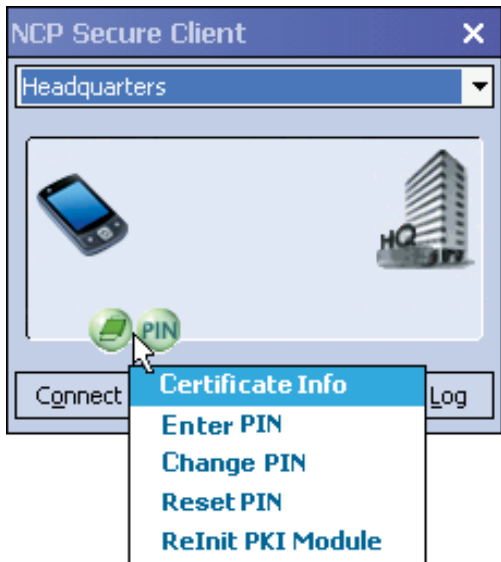 NCP Secure Client
Headquarters
HQ
PIN
Connect
Log
Certificate Info
Enter PIN
Change PIN
Reset PIN
ReInit PKI Module